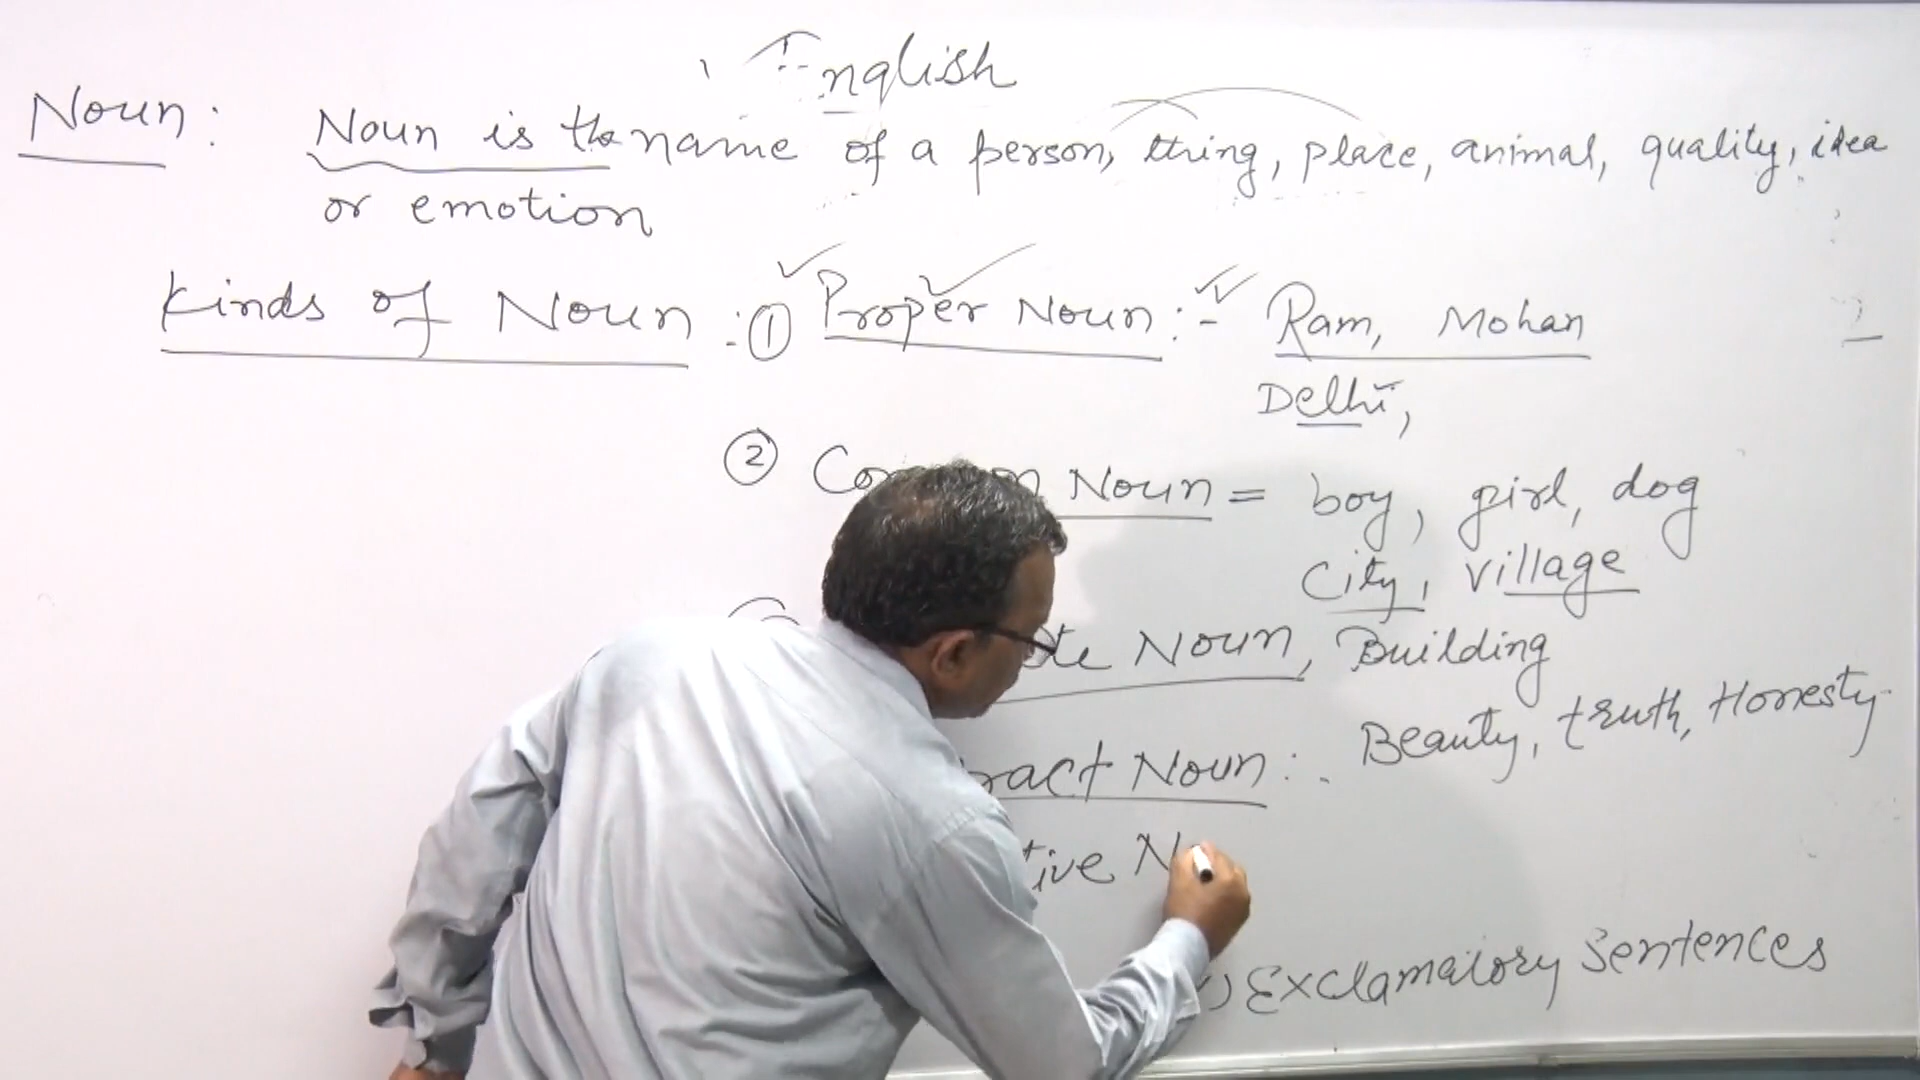 English
Noun: Noun is the name of a person, thing, place, animal, quality, idea
or emotion
Kinds of Noun :- ① Proper Noun :- Ram, Mohan
Delhi,
② Noun = boy, girl, dog
City, village
Noun, Building
Noun : Beauty, truth, Honesty
Exclamatory Sentences